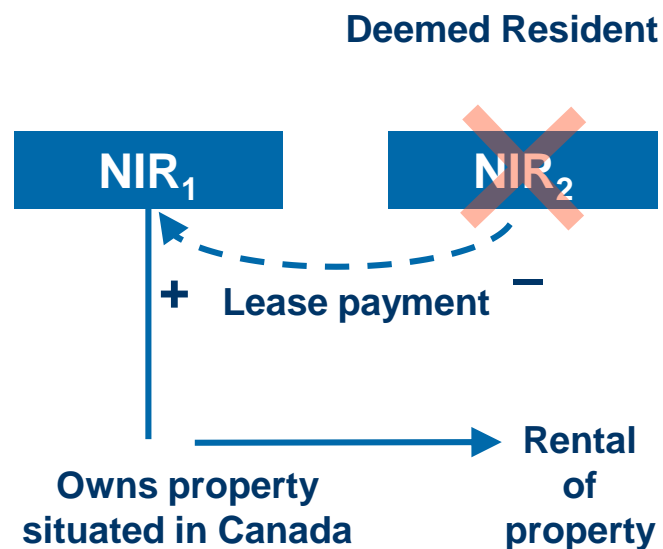 Deemed Resident
NIR₁
NIR₂
+ Lease payment −
Rental
of
property
Owns property
situated in Canada